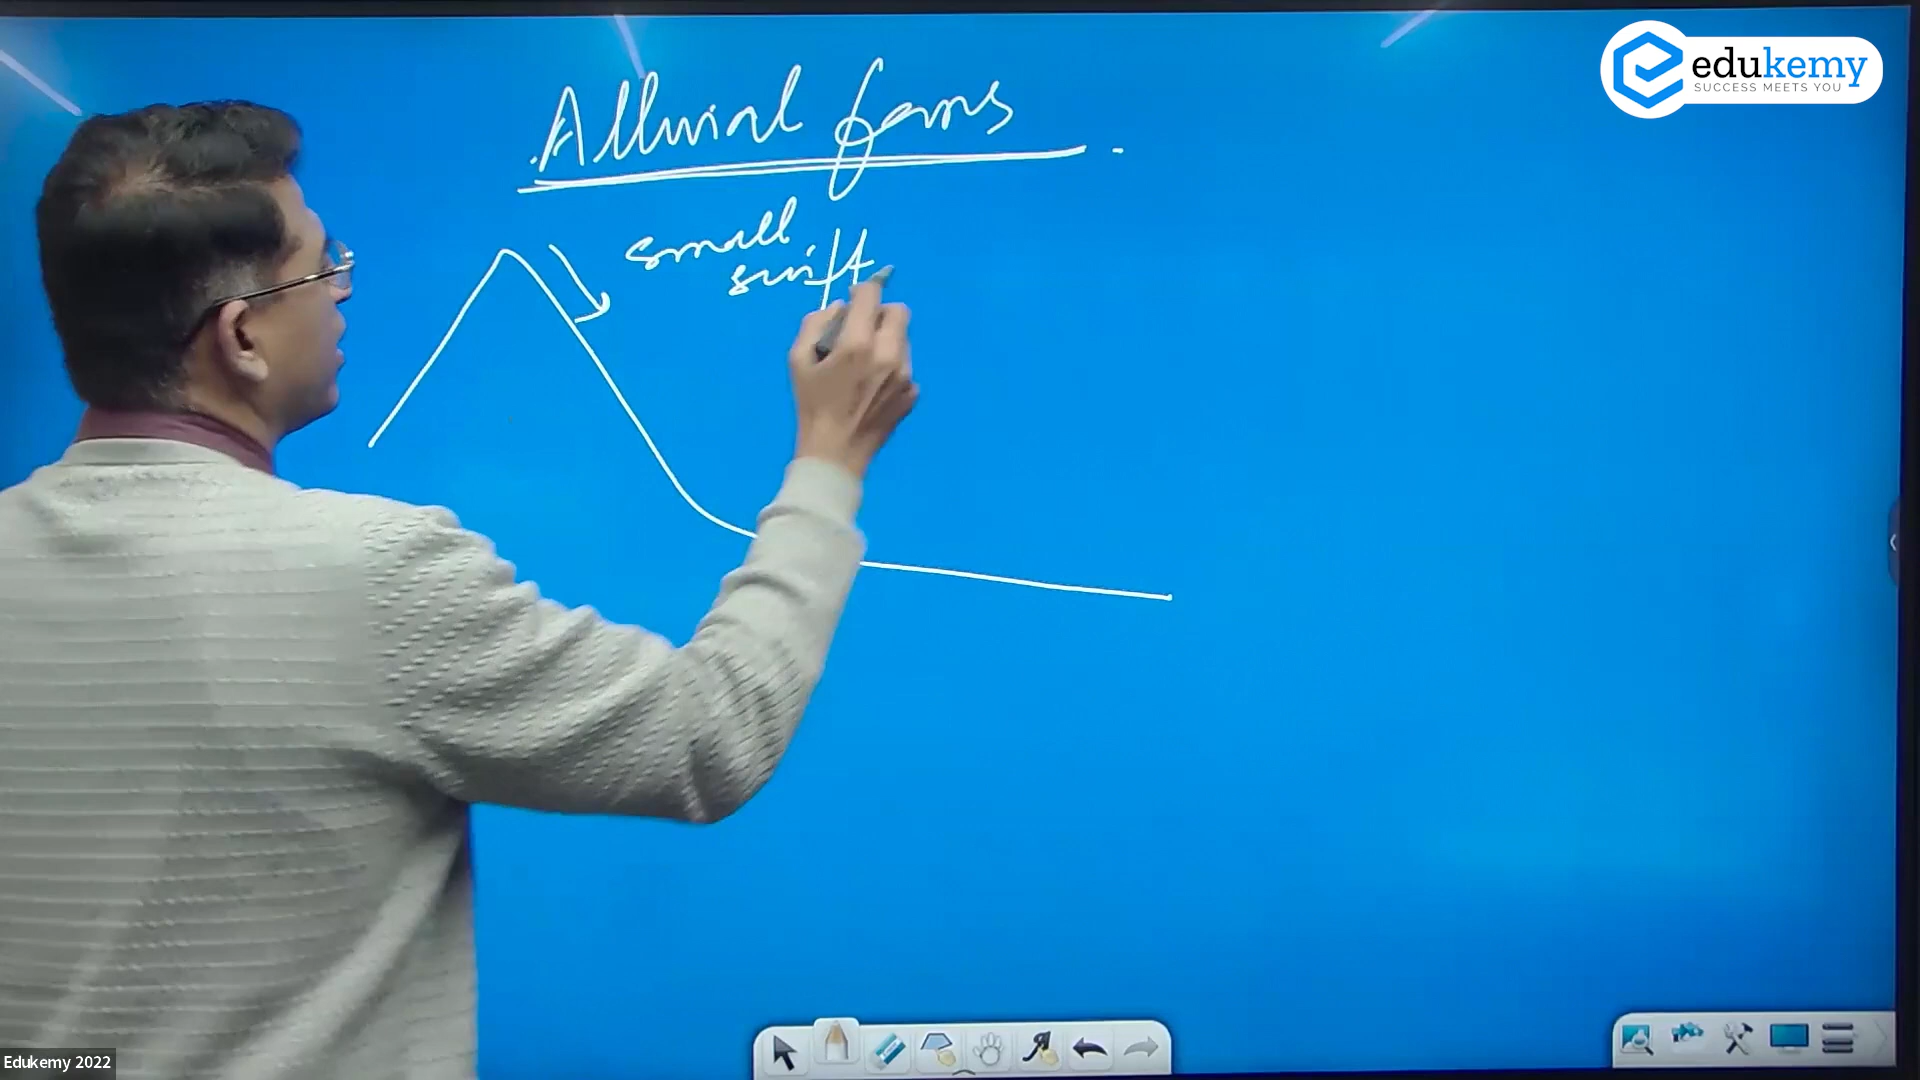 edukemy
SUCCESS MEETS YOU
Alluvial fans
small
swift
Edukemy 2022